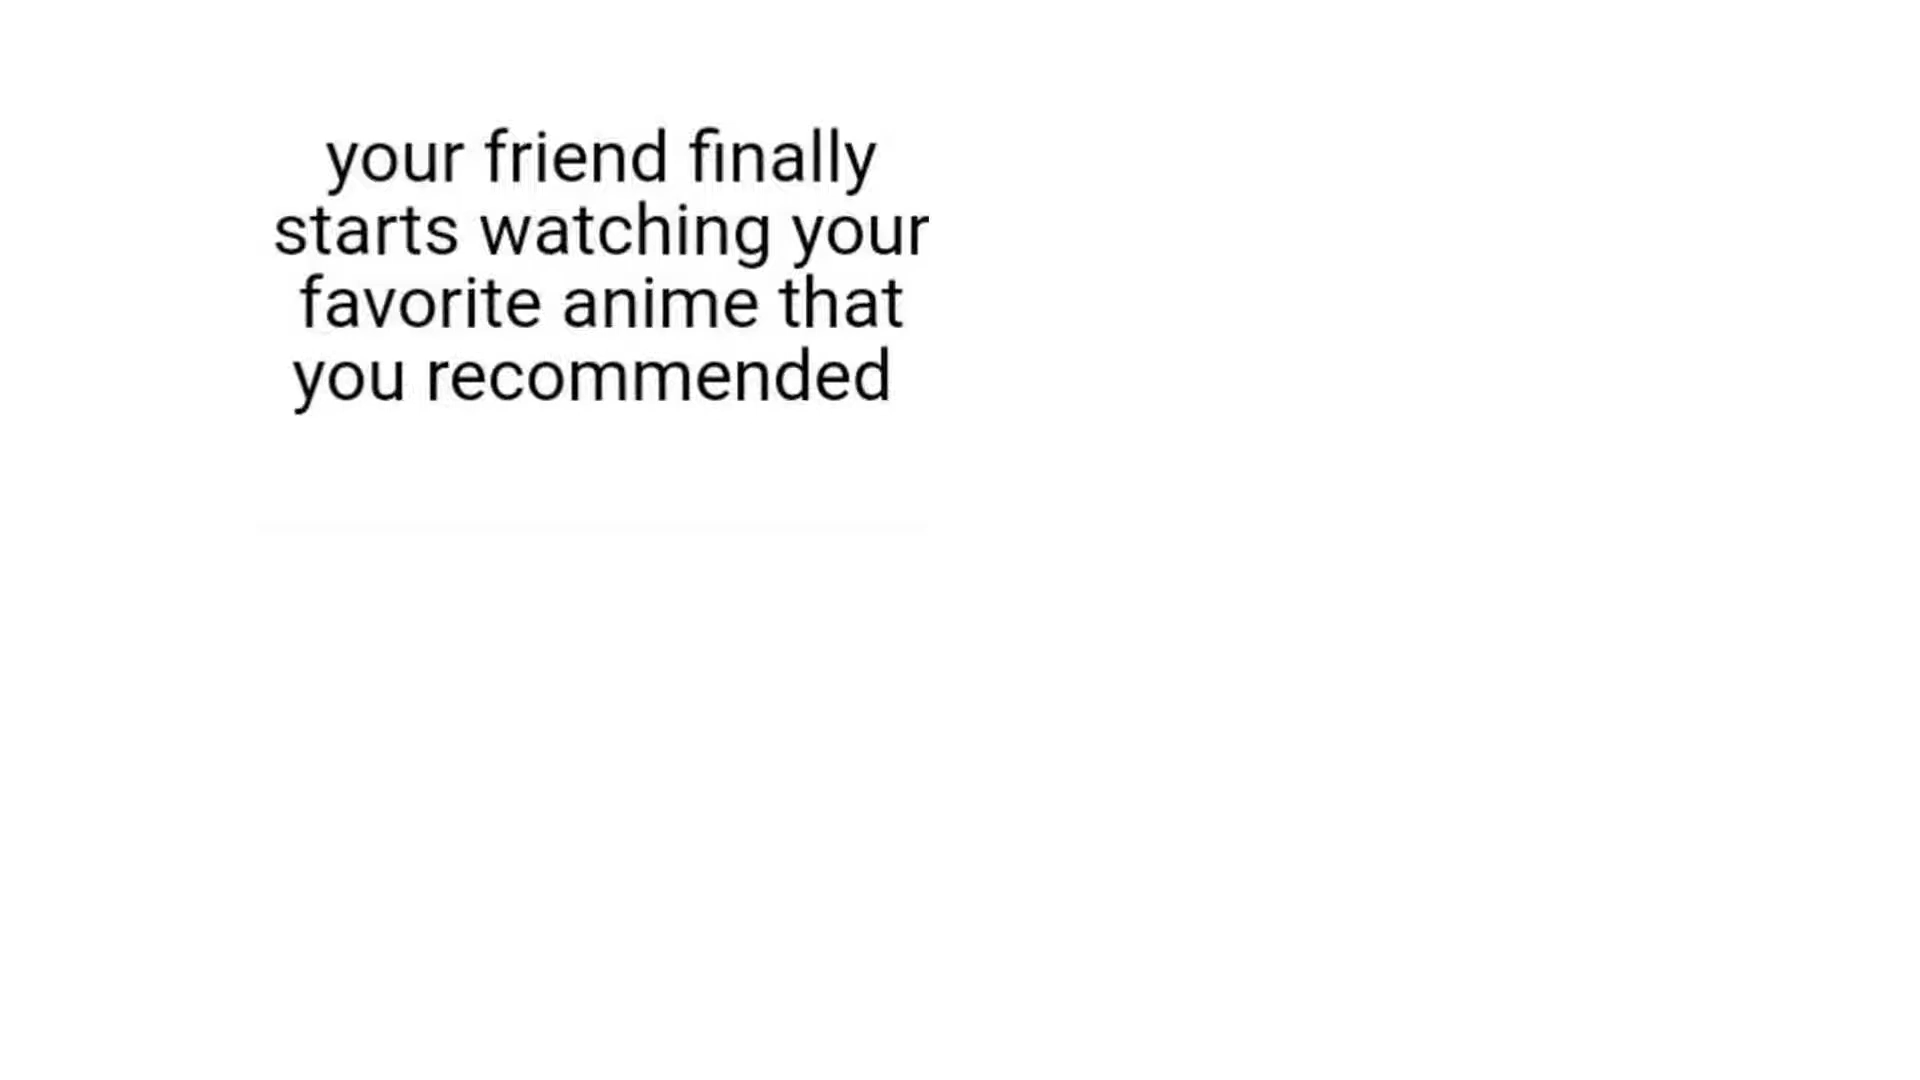 your friend finally
starts watching your
favorite anime that
you recommended